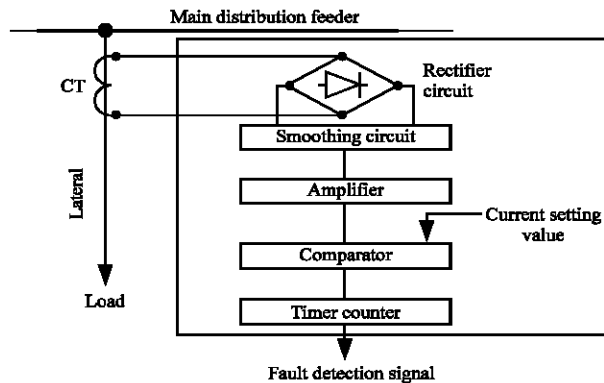 Main distribution feeder
CT
Rectifier
circuit
Smoothing circuit
Lateral
Amplifier
Current setting
value
Comparator
Load
Timer counter
Fault detection signal